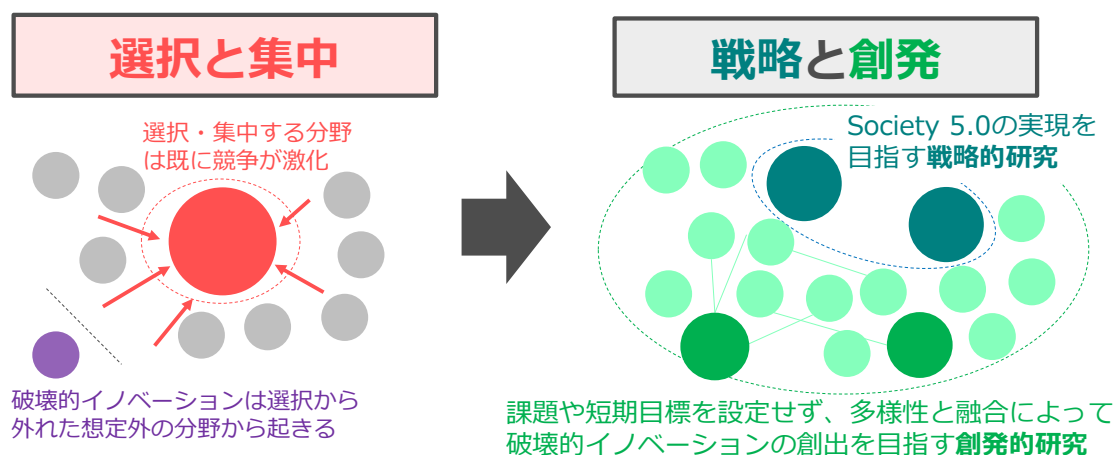 選択と集中
選択・集中する分野
は既に競争が激化
破壊的イノベーションは選択から
外れた想定外の分野から起きる
戦略と創発
Society 5.0の実現を
目指す戦略的研究
課題や短期目標を設定せず、多様性と融合によって
破壊的イノベーションの創出を目指す創発的研究